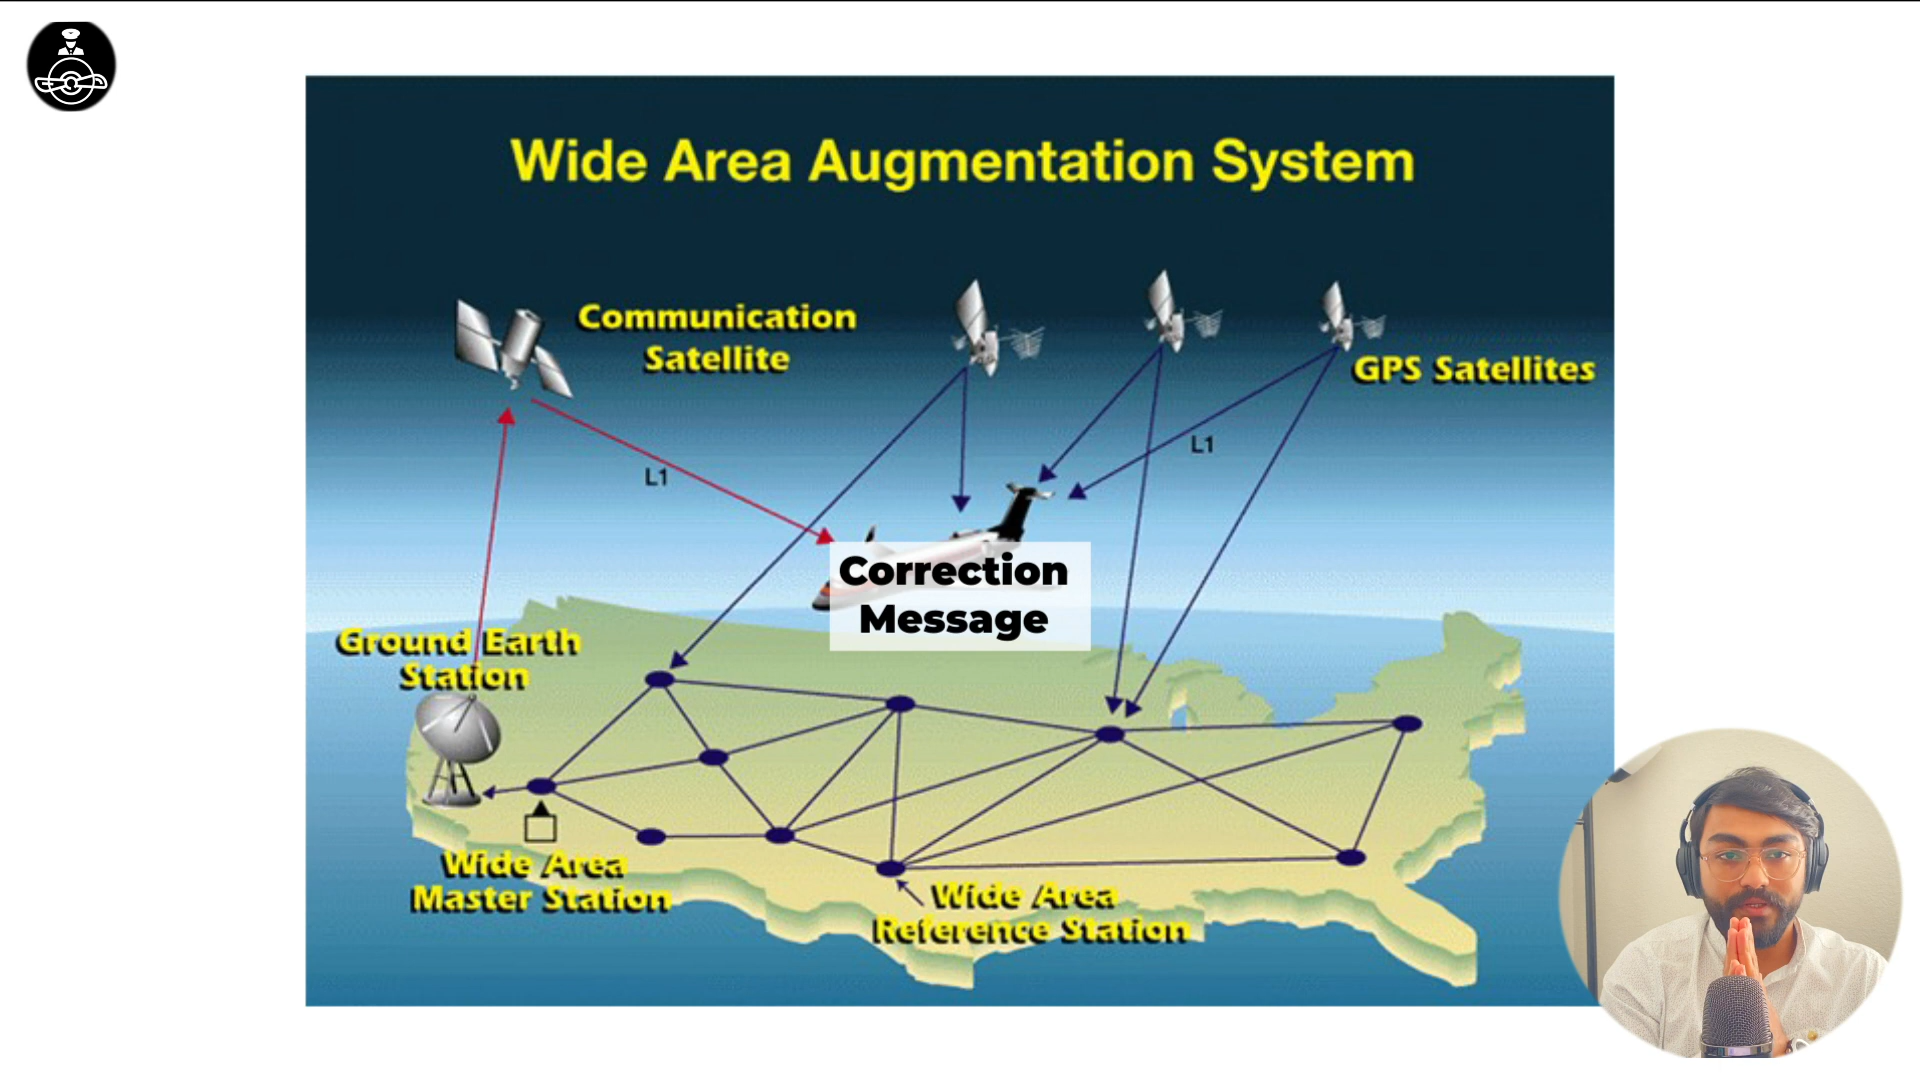 Wide Area Augmentation System
Communication
Satellite
GPS Satellites
L1
L1
Correction
Message
Ground Earth
Station
Wide Area
Master Station
Wide Area
Reference Station